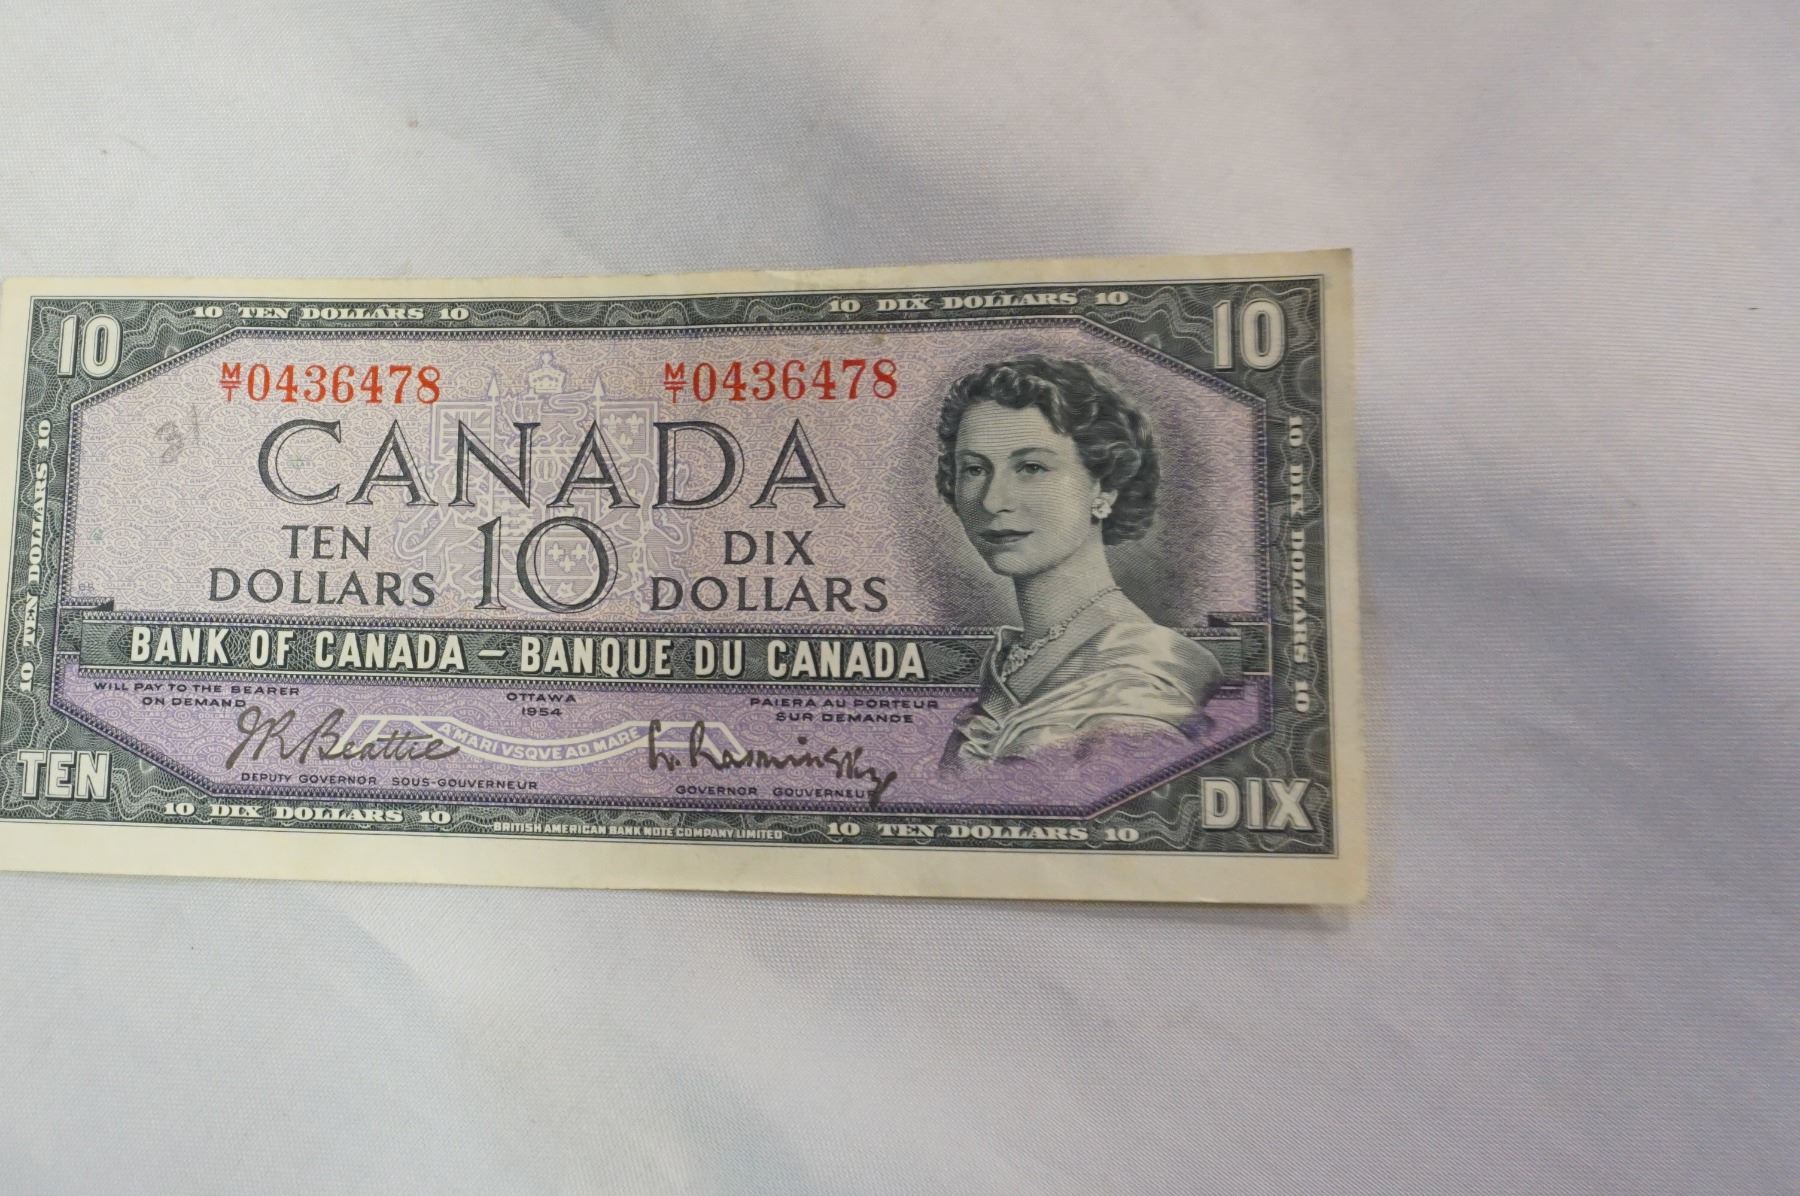 10 TEN DOLLARS 10
10 DIX DOLLARS 10
10
10
M/T 0436478
M/T 0436478
CANADA
TEN DOLLARS
10
DIX DOLLARS
BANK OF CANADA – BANQUE DU CANADA
WILL PAY TO THE BEARER
ON DEMAND
OTTAWA
1954
PAIERA AU PORTEUR
SUR DEMANDE
J R Beattie
A MARI VSQVE AD MARE
L. Rasminsky
DEPUTY GOVERNOR SOUS-GOUVERNEUR
GOVERNOR GOUVERNEUR
TEN
DIX
10 DIX DOLLARS 10
BRITISH AMERICAN BANK NOTE COMPANY LIMITED
10 TEN DOLLARS 10
10 TEN DOLLARS 10
10 DIX DOLLARS 10